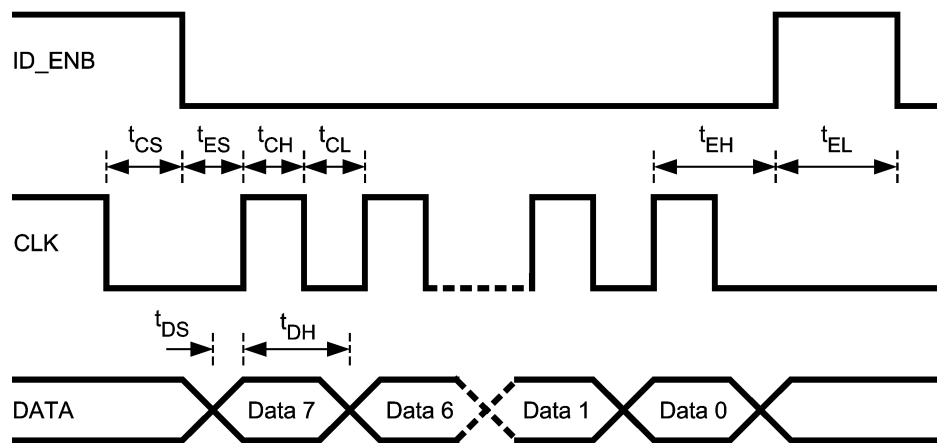 ID_ENB
tCS tES tCH tCL tEH tEL
CLK
tDS tDH
DATA Data 7 Data 6 Data 1 Data 0